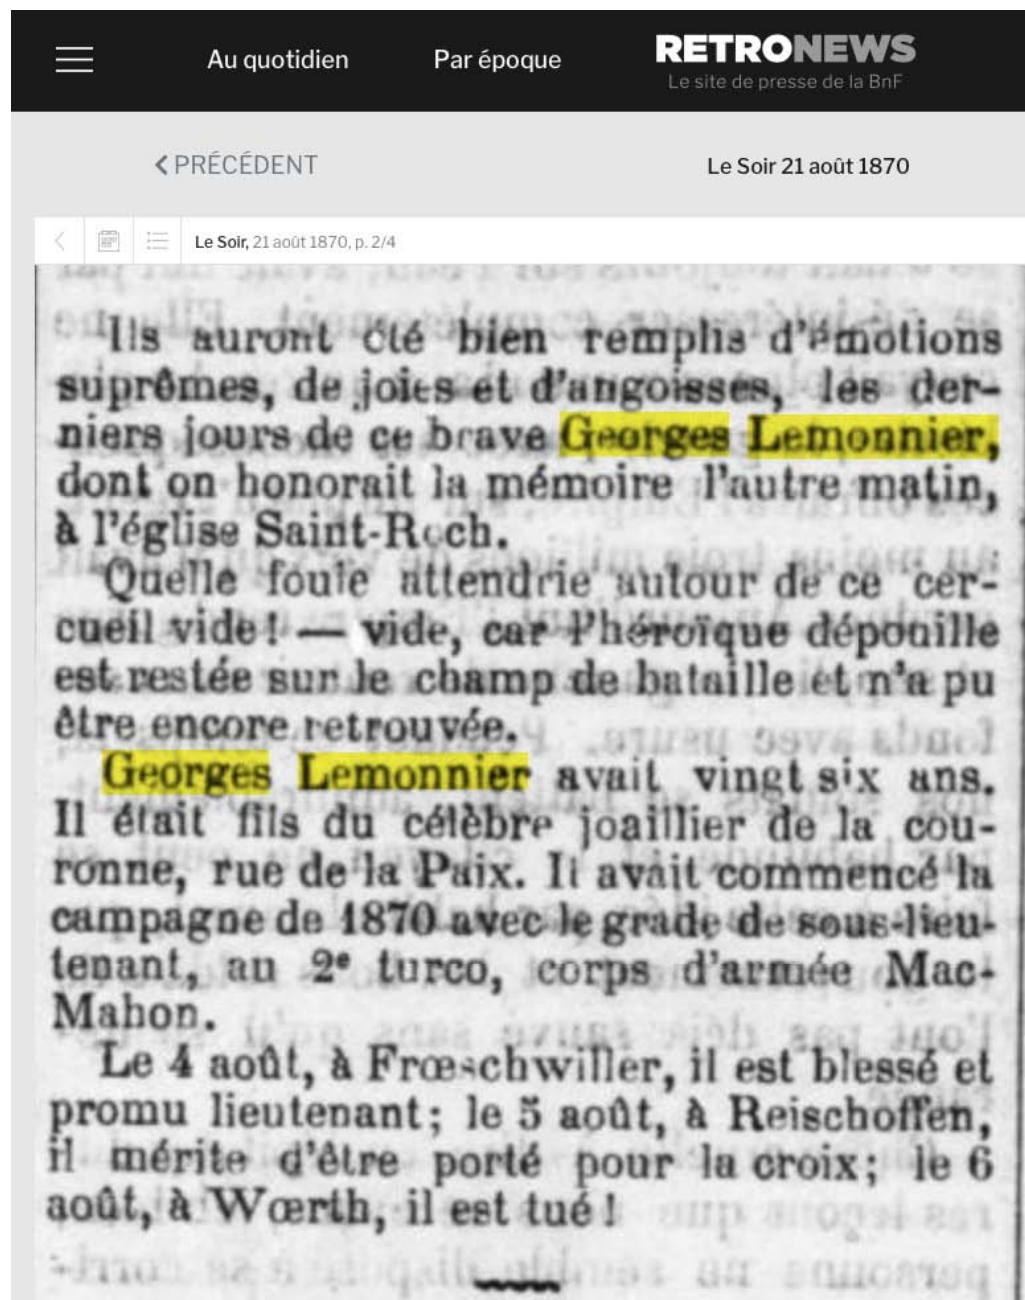 Au quotidien
Par époque
RETRONEWS
Le site de presse de la BnF
PRÉCÉDENT
Le Soir 21 août 1870
Le Soir, 21 août 1870, p. 2/4
Ils auront été bien remplis d'émotions
suprêmes, de joies et d'angoisses, les der-
niers jours de ce brave Georges Lemonnier,
dont on honorait la mémoire l'autre matin,
à l'église Saint-Roch.
Quelle foule attendrie autour de ce cer-
cueil vide! — vide, car l'héroïque dépouille
est restée sur le champ de bataille et n'a pu
être encore retrouvée.
Georges Lemonnier avait vingt six ans.
Il était fils du célèbre joaillier de la cou-
ronne, rue de la Paix. Il avait commencé la
campagne de 1870 avec le grade de sous-lieu-
tenant, au 2e turco, corps d'armée Mac-
Mahon.
Le 4 août, à Frœschwiller, il est blessé et
promu lieutenant; le 5 août, à Reischoffen,
il mérite d'être porté pour la croix; le 6
août, à Wœrth, il est tué!